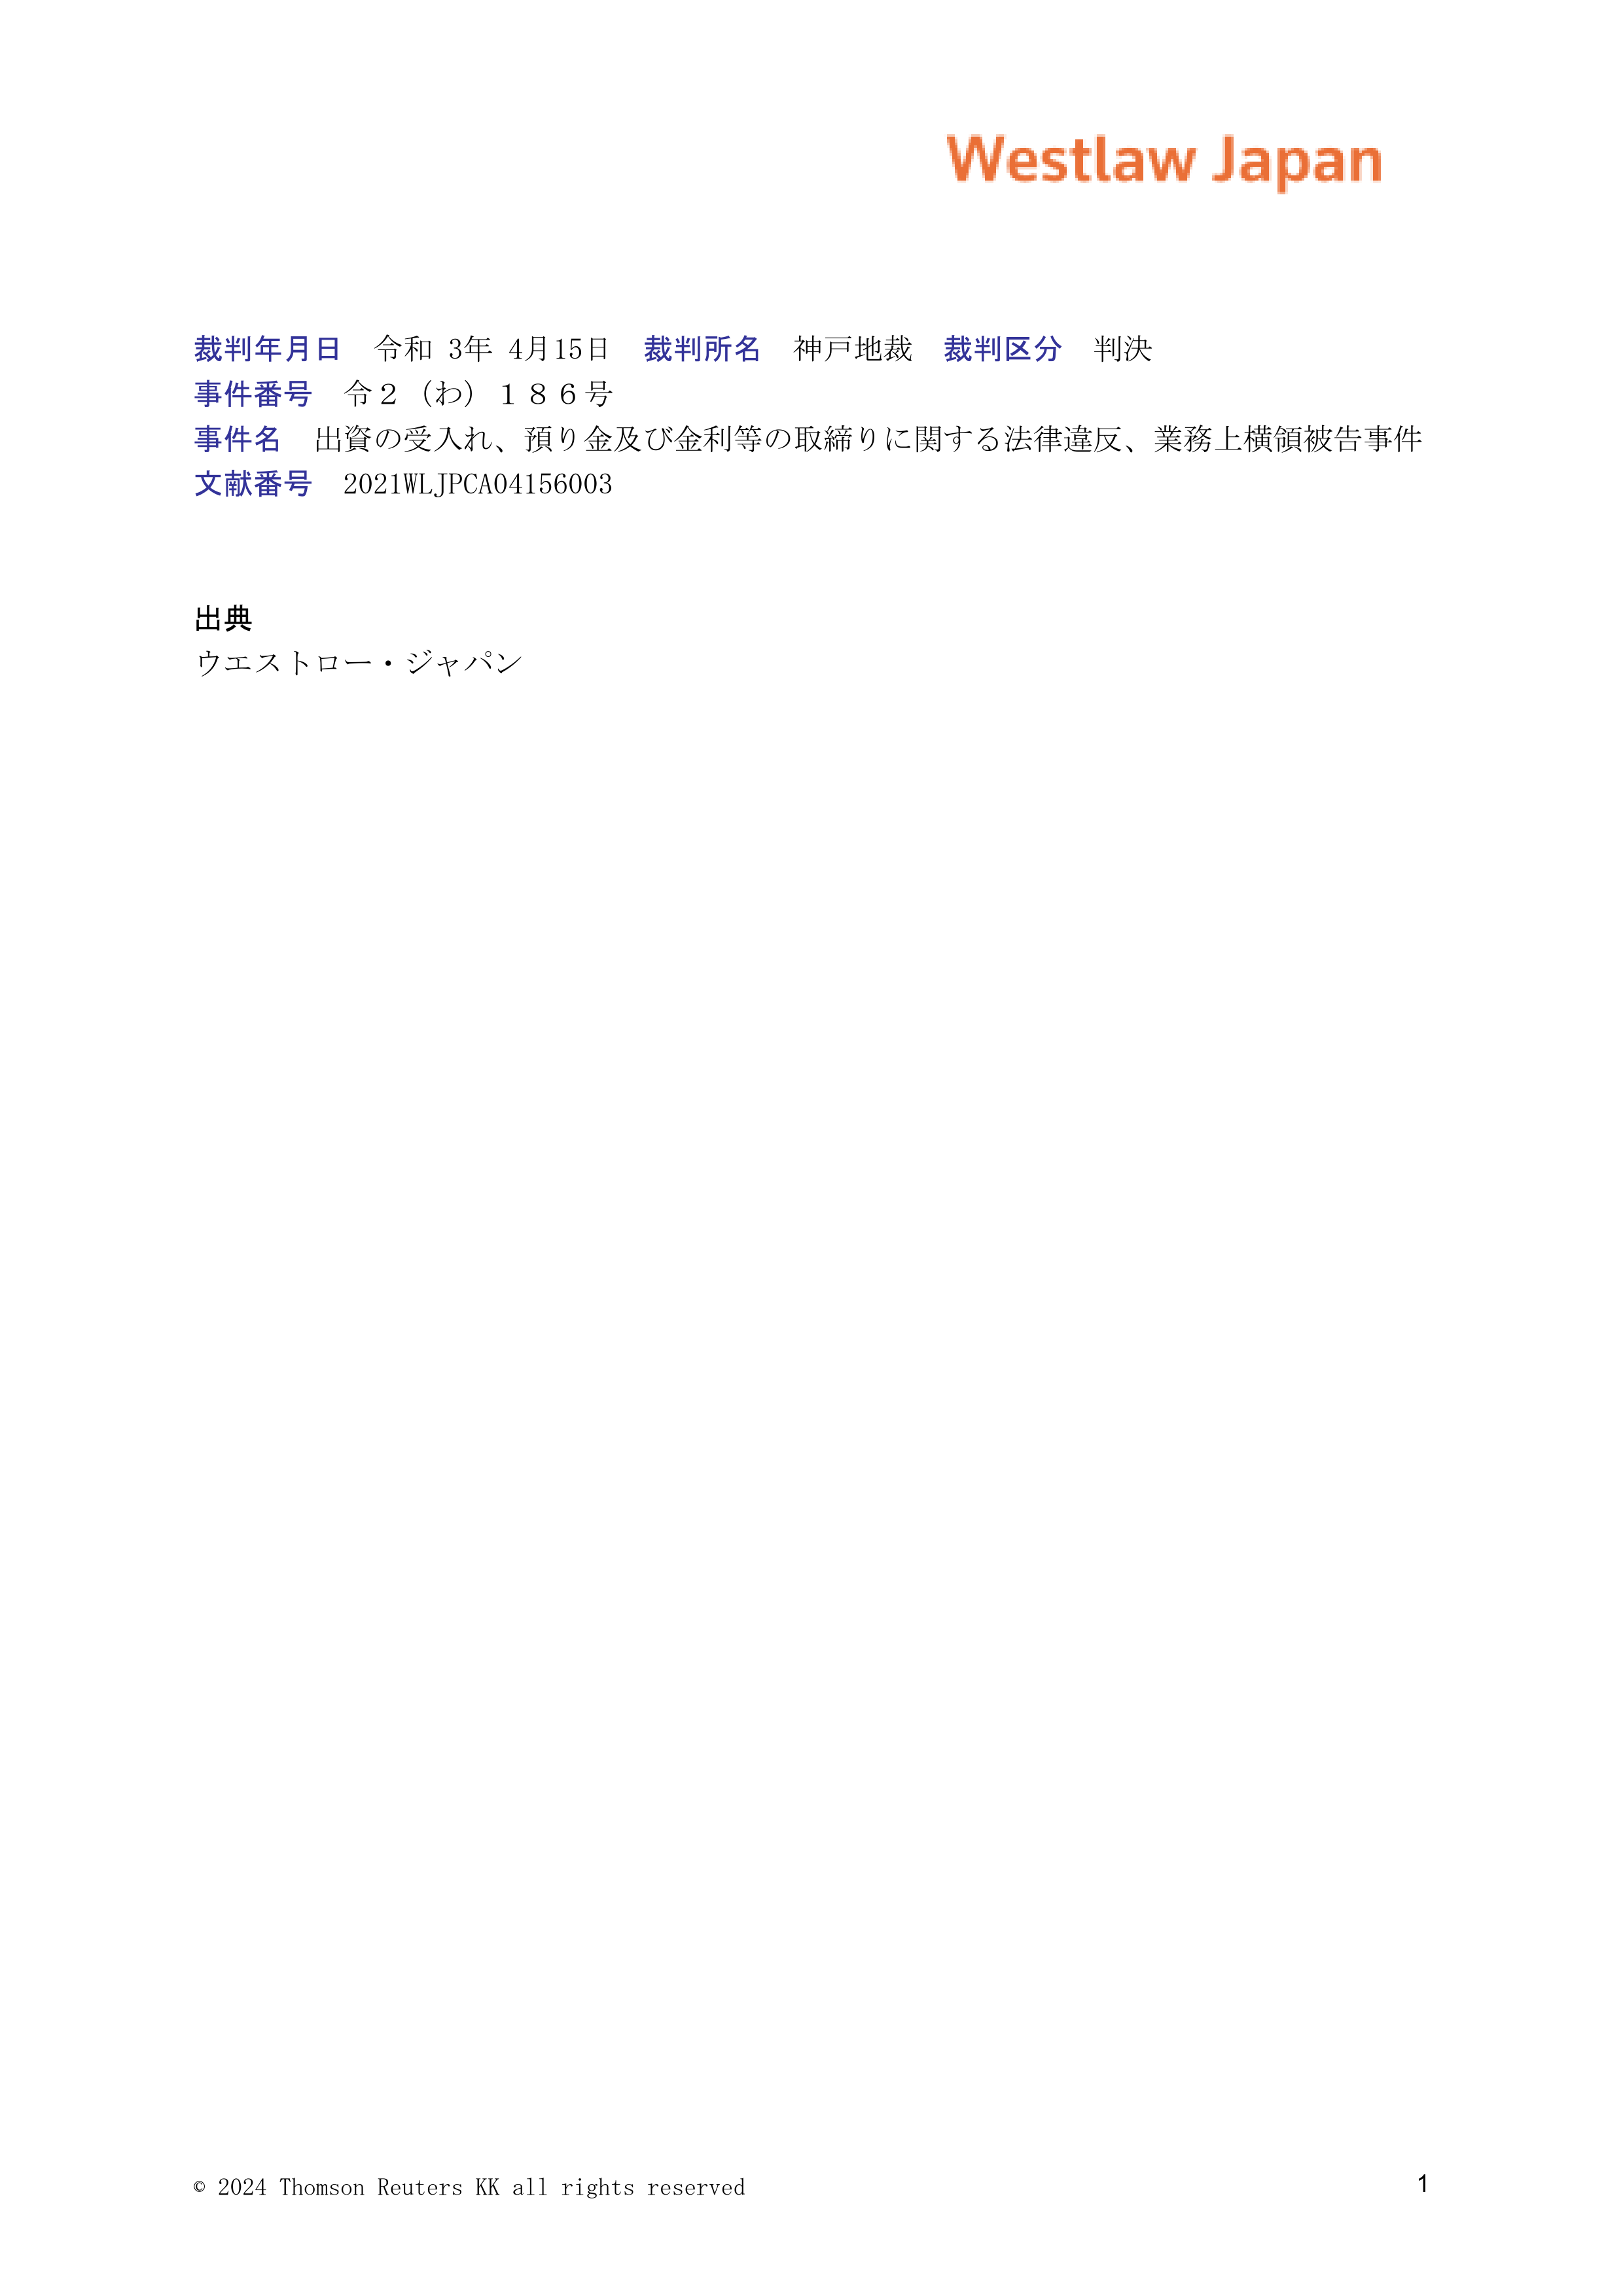 Westlaw Japan
裁判年月日　令和 3年 4月15日　裁判所名　神戸地裁　裁判区分　判決
事件番号　令２（わ）１８６号
事件名　出資の受入れ、預り金及び金利等の取締りに関する法律違反、業務上横領被告事件
文献番号　2021WLJPCA04156003
出典
ウエストロー・ジャパン
© 2024 Thomson Reuters KK all rights reserved
1